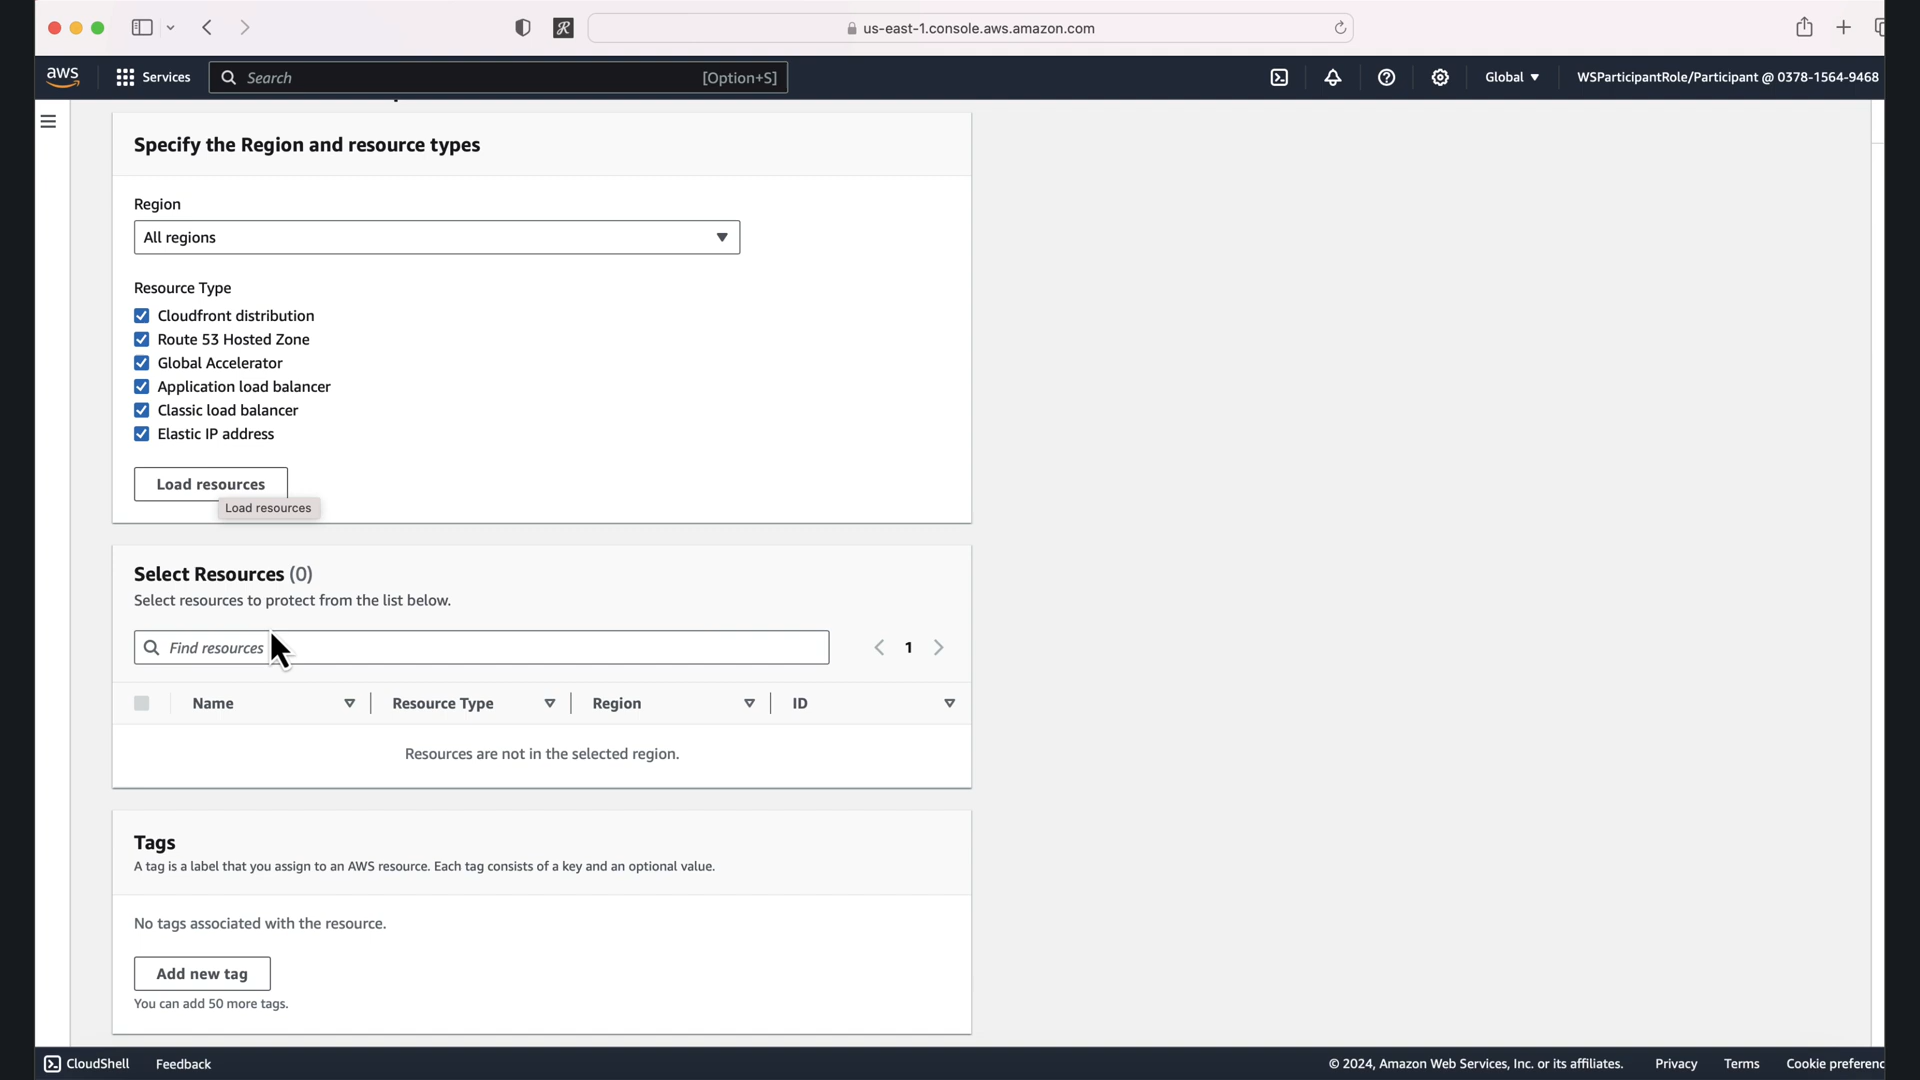 us-east-1.console.aws.amazon.com
aws
Services
Search
[Option+S]
Global
WSParticipantRole/Participant @ 0378-1564-9468
Specify the Region and resource types
Region
All regions
Resource Type
Cloudfront distribution
Route 53 Hosted Zone
Global Accelerator
Application load balancer
Classic load balancer
Elastic IP address
Load resources
Load resources
Select Resources (0)
Select resources to protect from the list below.
Find resources
1
Name
Resource Type
Region
ID
Resources are not in the selected region.
Tags
A tag is a label that you assign to an AWS resource. Each tag consists of a key and an optional value.
No tags associated with the resource.
Add new tag
You can add 50 more tags.
CloudShell
Feedback
© 2024, Amazon Web Services, Inc. or its affiliates.
Privacy
Terms
Cookie preferenc